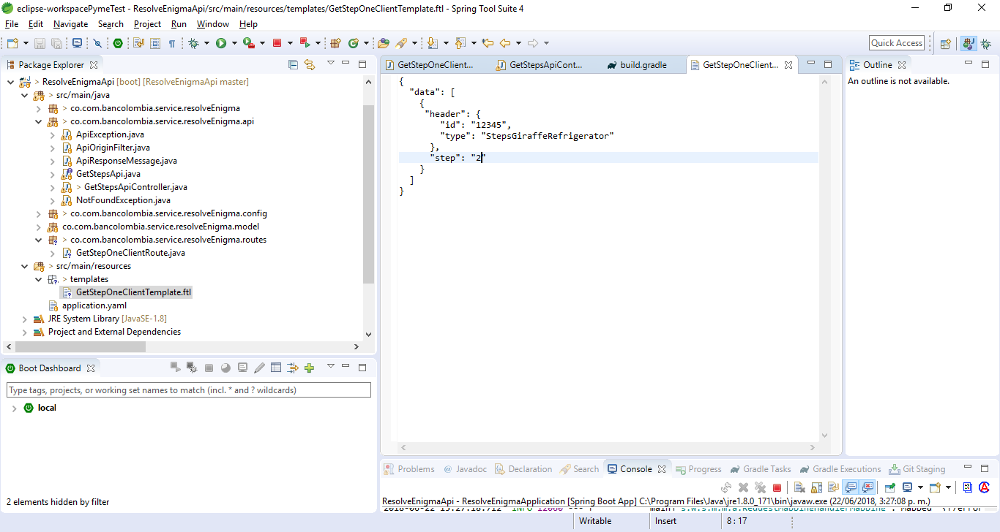 eclipse-workspacePymeTest - ResolveEnigmaApi/src/main/resources/templates/GetStepOneClientTemplate.ftl - Spring Tool Suite 4
File Edit Navigate Search Project Run Window Help
Quick Access
Package Explorer
> ResolveEnigmaApi [boot] [ResolveEnigmaApi master]
> src/main/java
> co.com.bancolombia.service.resolveEnigma
> co.com.bancolombia.service.resolveEnigma.api
ApiException.java
ApiOriginFilter.java
ApiResponseMessage.java
GetStepsApi.java
> GetStepsApiController.java
NotFoundException.java
> co.com.bancolombia.service.resolveEnigma.config
co.com.bancolombia.service.resolveEnigma.model
> co.com.bancolombia.service.resolveEnigma.routes
GetStepOneClientRoute.java
> src/main/resources
> templates
GetStepOneClientTemplate.ftl
application.yaml
JRE System Library [JavaSE-1.8]
Project and External Dependencies
Boot Dashboard
Type tags, projects, or working set names to match (incl. * and ? wildcards)
local
2 elements hidden by filter
GetStepOneClient... GetStepsApiCont... build.gradle GetStepOneClient...
{
"data": [
{
"header": {
"id": "12345",
"type": "StepsGiraffeRefrigerator"
},
"step": "2"
}
]
}
Outline
An outline is not available.
Problems Javadoc Declaration Search Console Progress Gradle Tasks Gradle Executions Git Staging
ResolveEnigmaApi - ResolveEnigmaApplication [Spring Boot App] C:\Program Files\Java\jre1.8.0_171\bin\javaw.exe (22/06/2018, 3:27:08 p. m.)
Writable Insert 8 : 17